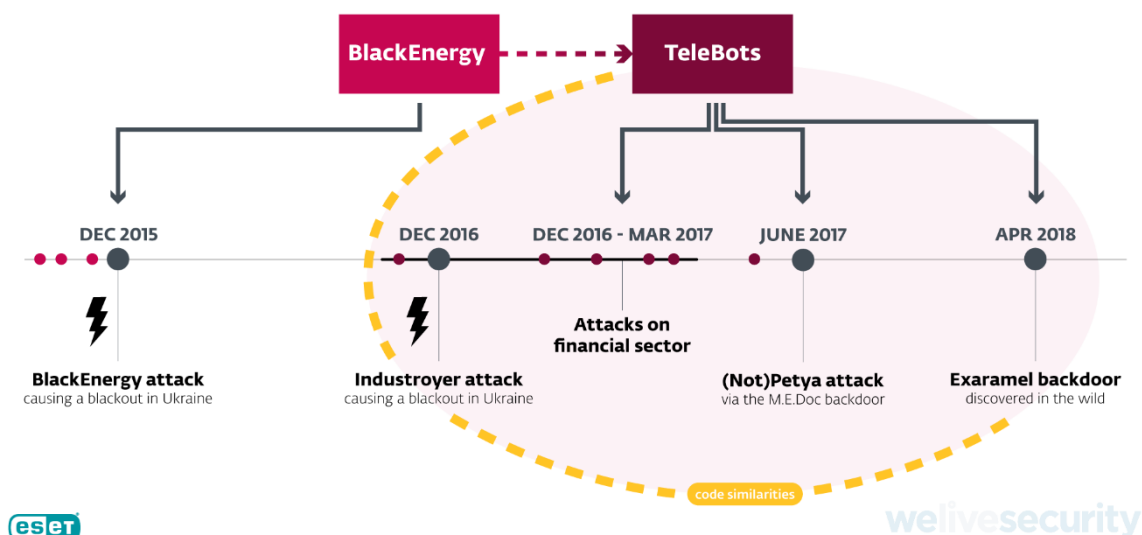 BlackEnergy
TeleBots
DEC 2015
DEC 2016
DEC 2016 - MAR 2017
JUNE 2017
APR 2018
Attacks on
financial sector
BlackEnergy attack
causing a blackout in Ukraine
Industroyer attack
causing a blackout in Ukraine
(Not)Petya attack
via the M.E.Doc backdoor
Exaramel backdoor
discovered in the wild
code similarities
eseT
welivesecurity